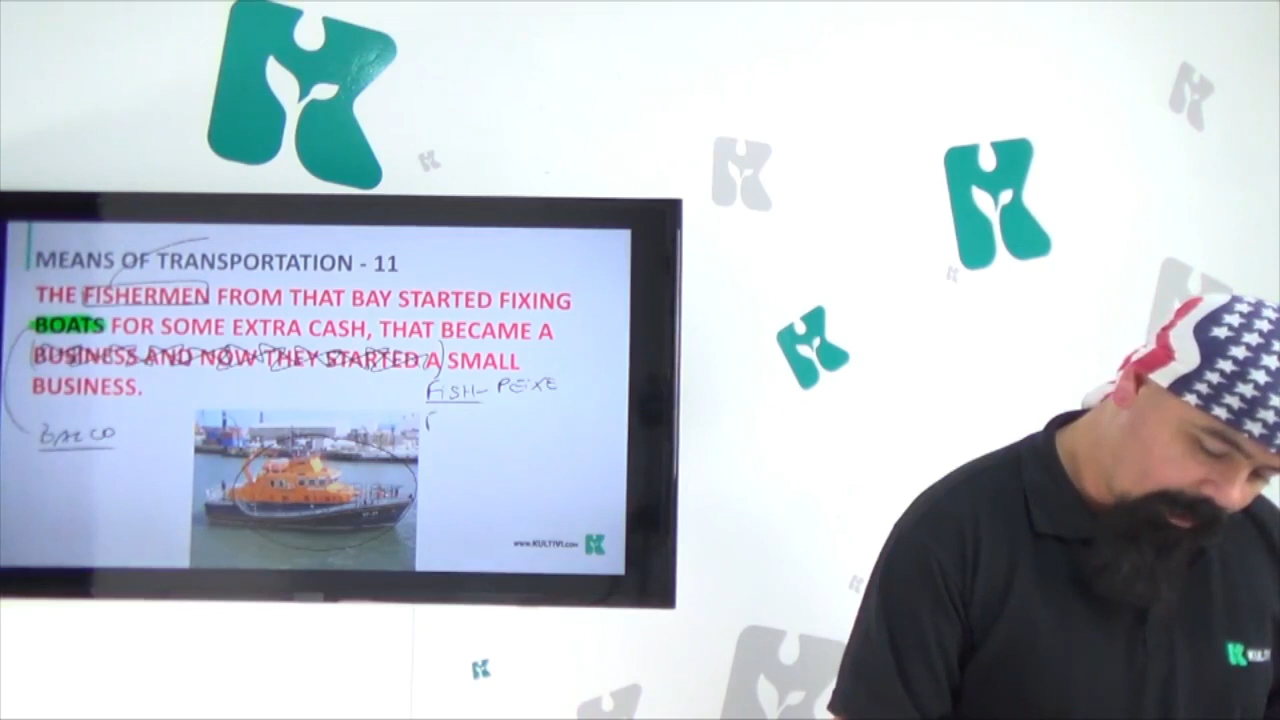 MEANS OF TRANSPORTATION - 11
THE FISHERMEN FROM THAT BAY STARTED FIXING
BOATS FOR SOME EXTRA CASH, THAT BECAME A
BUSINESS AND NOW THEY STARTED A SMALL
BUSINESS.
FISH - PEIXE
BARCO
www.KULTIVI.com